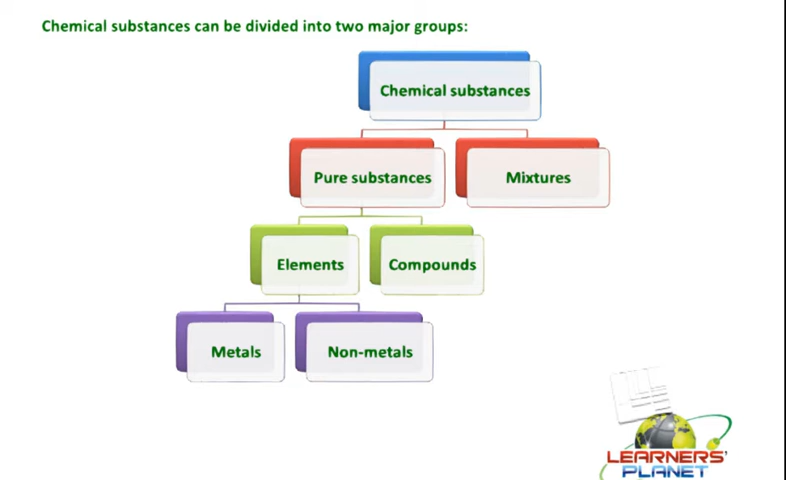 Chemical substances can be divided into two major groups:
Chemical substances
Pure substances
Mixtures
Elements
Compounds
Metals
Non-metals
LEARNERS'
PLANET